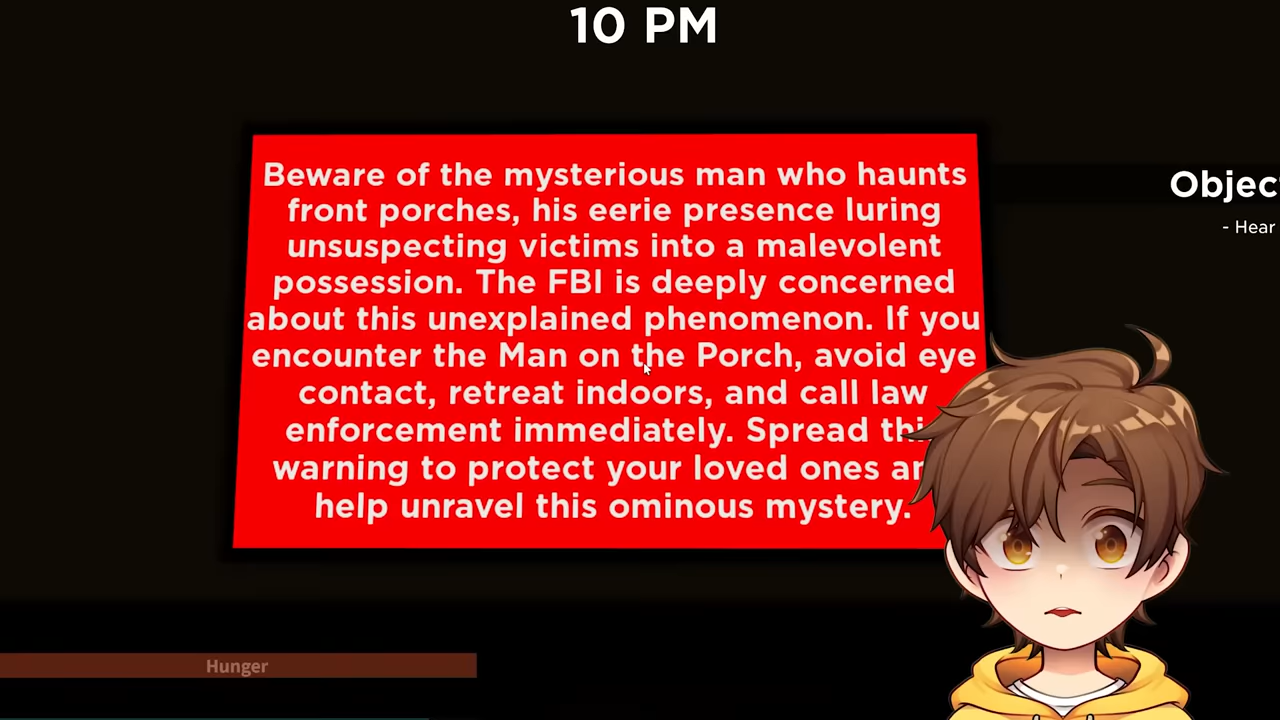 10 PM
Beware of the mysterious man who haunts
front porches, his eerie presence luring
unsuspecting victims into a malevolent
possession. The FBI is deeply concerned
about this unexplained phenomenon. If you
encounter the Man on the Porch, avoid eye
contact, retreat indoors, and call law
enforcement immediately. Spread thi
warning to protect your loved ones an
help unravel this ominous mystery.
Objec
- Hear
Hunger